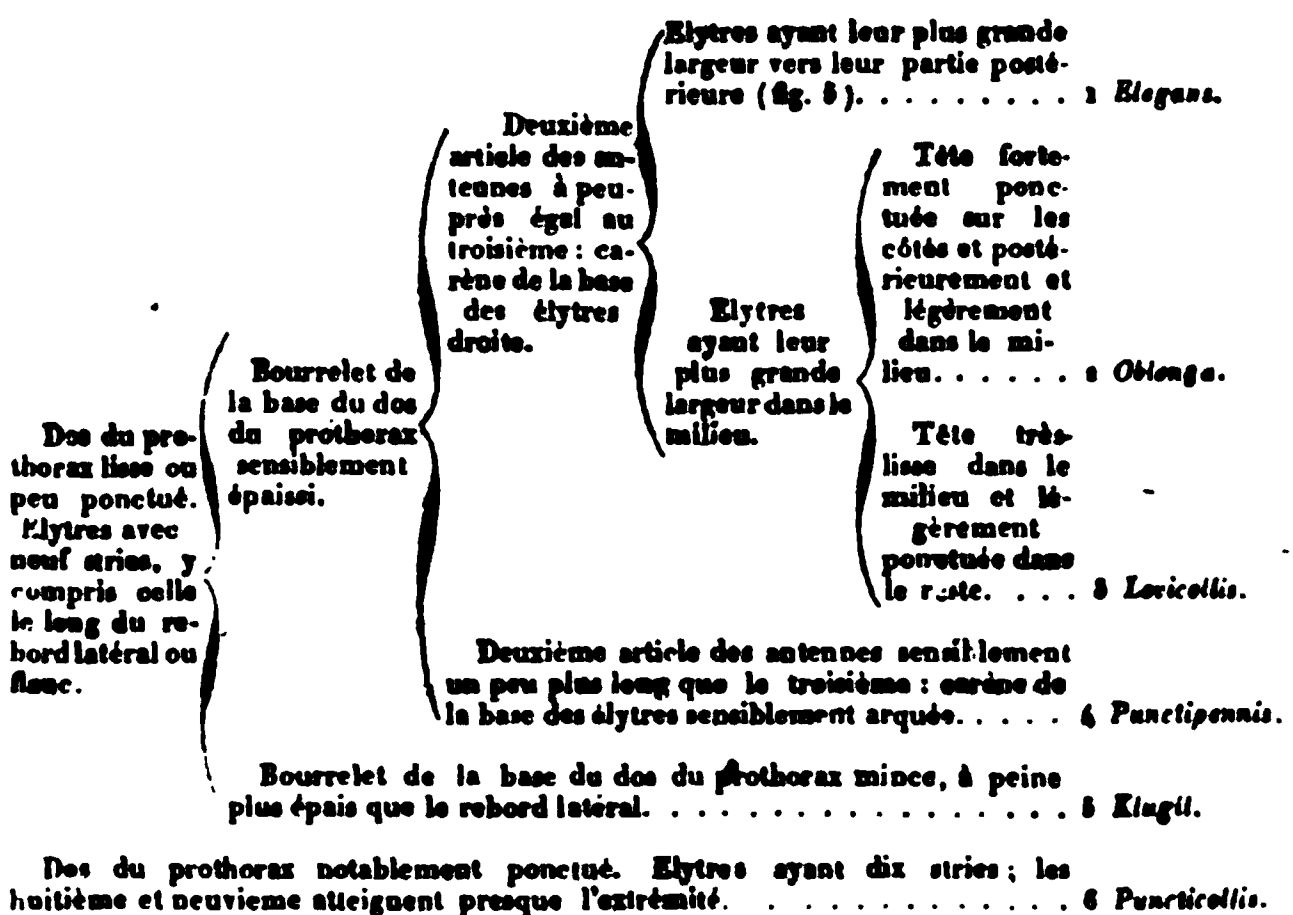 Elytres ayant leur plus grande
largeur vers leur partie posté-
rieure (fig. 5). . . . . . . . . . 1 Elegans.
Deuxième
article des an-
tennes à peu-
près égal au
troisième : ca-
rène de la base
des élytres
droite.
Tête forte-
ment ponc-
tuée sur les
côtés et posté-
rieurement et
légèrement
dans le mi-
lieu. . . . . . 2 Oblonga.
Elytres
ayant leur
plus grande
largeur dans le
milieu.
Tête très-
lisse dans le
milieu et lé-
gèrement
ponctuée dans
le reste. . . . 3 Lævicollis.
Bourrelet de
la base du dos
du prothorax
sensiblement
épaissi.
Dos du pro-
thorax lisse ou
peu ponctué.
Elytres avec
neuf stries, y
compris celle
le long du re-
bord latéral ou
flanc.
Deuxième article des antennes sensiblement
un peu plus long que le troisième : carène de
la base des élytres sensiblement arquée. . . . . 4 Punctipennis.
Bourrelet de la base du dos du prothorax mince, à peine
plus épais que le rebord latéral. . . . . . . . . . . . . . . . 5 Klugii.
Dos du prothorax notablement ponctué. Elytres ayant dix stries ; les
huitième et neuvieme atteignent presque l'extrémité. . . . . . . . . . . . . 6 Puncticollis.